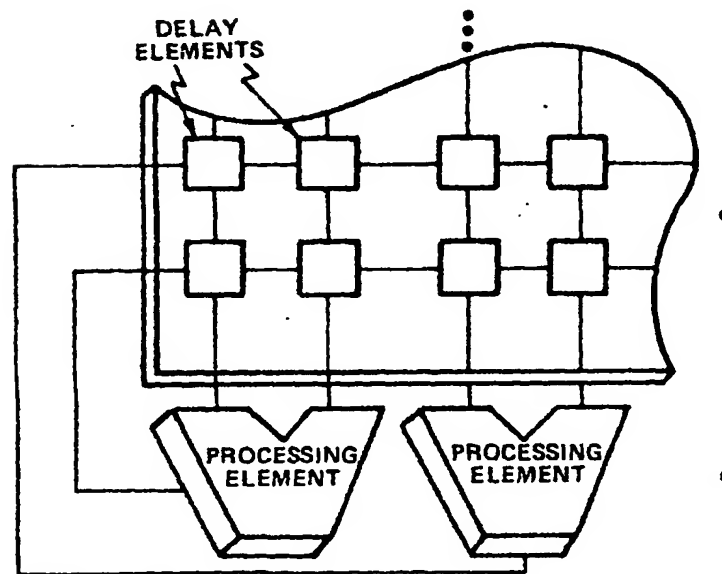 DELAY
ELEMENTS
PROCESSING
ELEMENT
PROCESSING
ELEMENT